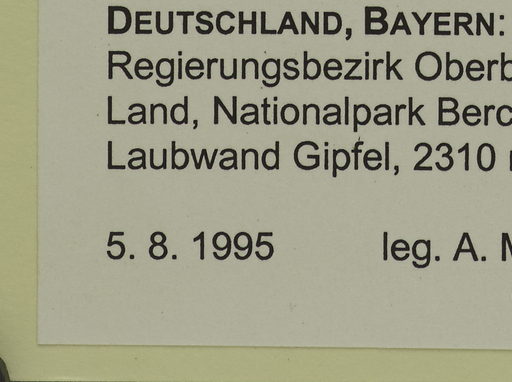 DEUTSCHLAND, BAYERN:
Regierungsbezirk Oberb
Land, Nationalpark Berc
Laubwand Gipfel, 2310
5. 8. 1995 leg. A. M